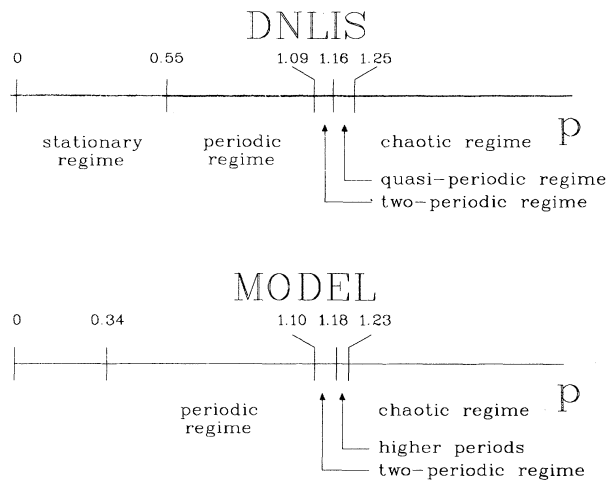 DNLIS
0 0.55 1.09 1.16 1.25
stationary regime
periodic regime
chaotic regime
p
quasi-periodic regime
two-periodic regime
MODEL
0 0.34 1.10 1.18 1.23
periodic regime
chaotic regime
p
higher periods
two-periodic regime